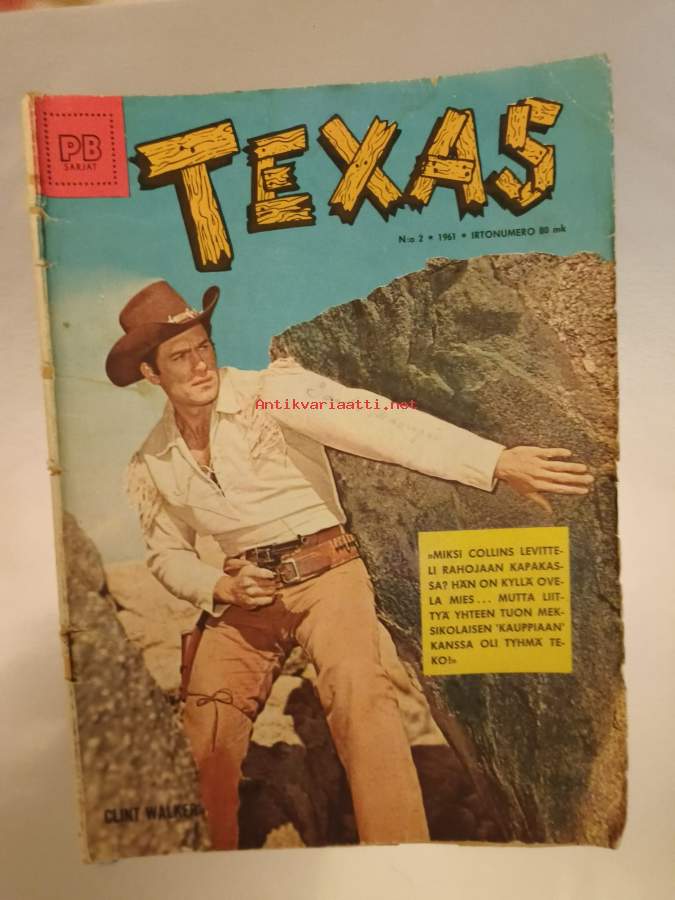 PB
SARJAT
TEXAS
N:o 2 • 1961 • IRTONUMERO 80 mk
Antikvariaatti.net
»MIKSI COLLINS LEVITTE-
LI RAHOJAAN KAPAKAS-
SA? HÄN ON KYLLÄ OVE-
LA MIES... MUTTA LIIT-
TYÄ YHTEEN TUON MEK-
SIKOLAISEN 'KAUPPIAAN'
KANSSA OLI TYHMÄ TE-
KO!»
CLINT WALKER